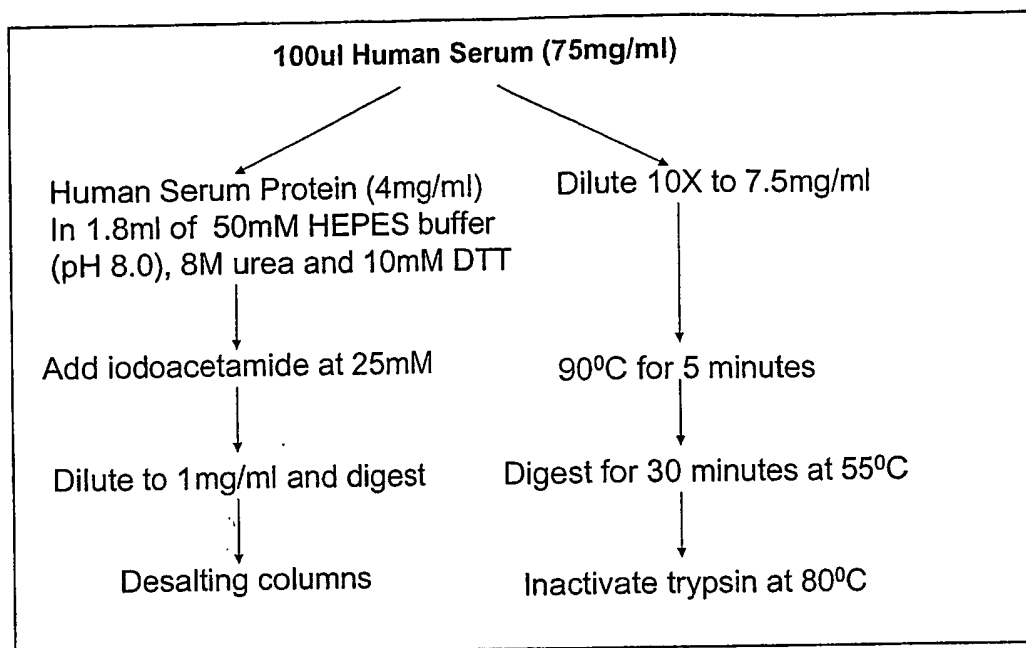 100ul Human Serum (75mg/ml)
Human Serum Protein (4mg/ml)
In 1.8ml of 50mM HEPES buffer
(pH 8.0), 8M urea and 10mM DTT
Add iodoacetamide at 25mM
Dilute to 1mg/ml and digest
Desalting columns
Dilute 10X to 7.5mg/ml
90⁰C for 5 minutes
Digest for 30 minutes at 55⁰C
Inactivate trypsin at 80⁰C